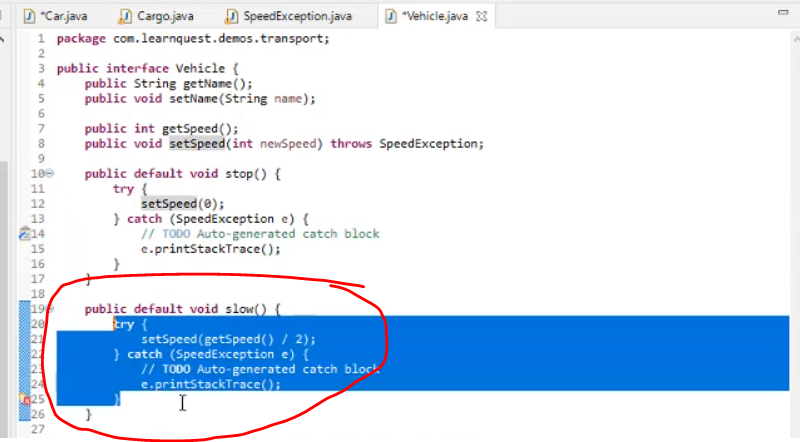 *Car.java Cargo.java SpeedException.java *Vehicle.java
1 package com.learnquest.demos.transport;
2
3 public interface Vehicle {
4 public String getName();
5 public void setName(String name);
6
7 public int getSpeed();
8 public void setSpeed(int newSpeed) throws SpeedException;
9
10 public default void stop() {
11 try {
12 setSpeed(0);
13 } catch (SpeedException e) {
14 // TODO Auto-generated catch block
15 e.printStackTrace();
16 }
17 }
18
19 public default void slow() {
20 try {
21 setSpeed(getSpeed() / 2);
22 } catch (SpeedException e) {
23 // TODO Auto-generated catch block
24 e.printStackTrace();
25 }
26 }
27